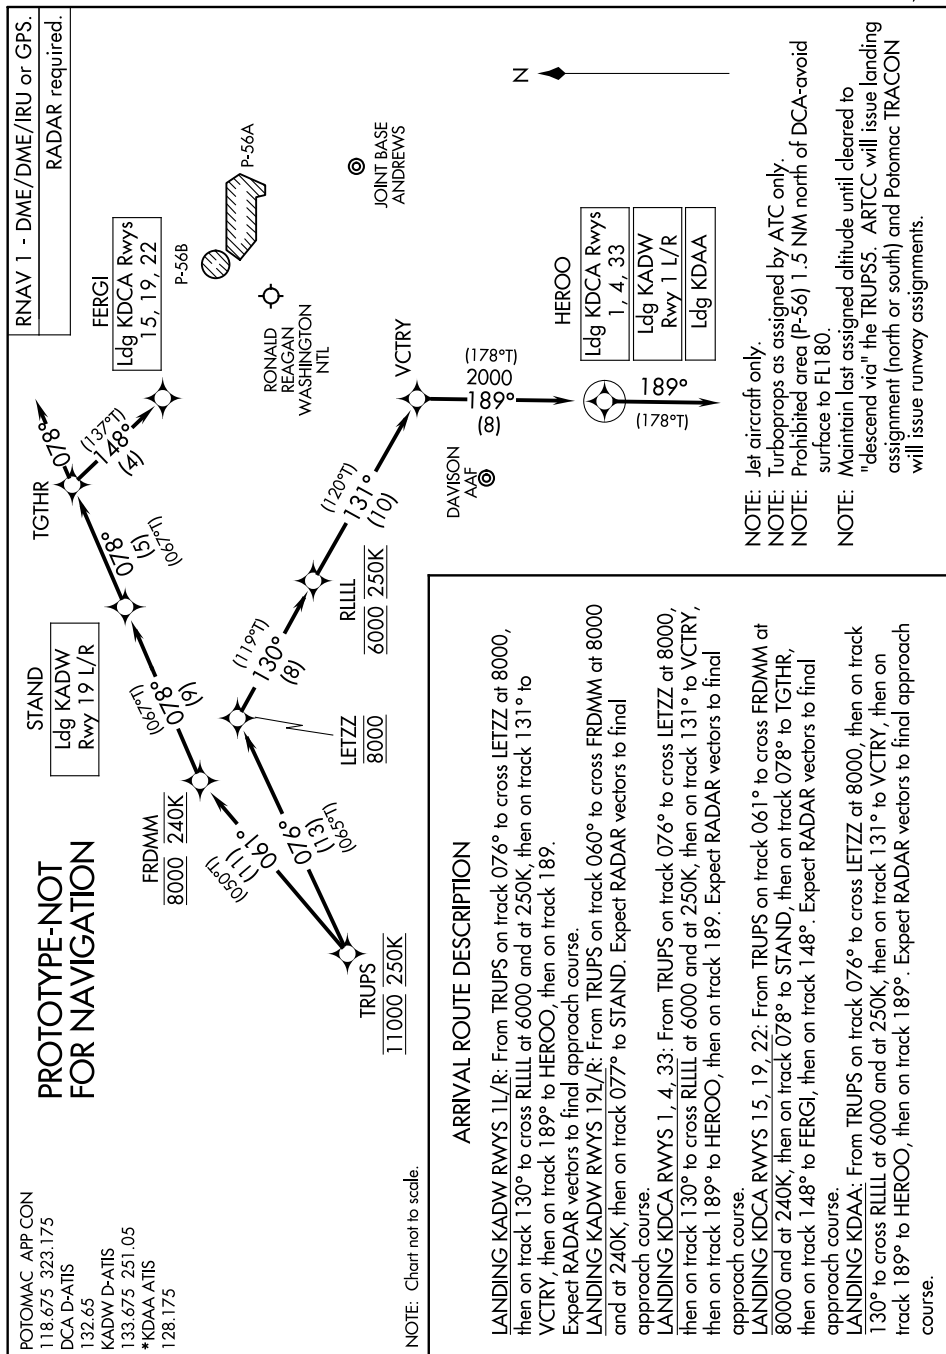 RNAV 1 - DME/DME/IRU or GPS.
RADAR required.
PROTOTYPE-NOT
FOR NAVIGATION
POTOMAC APP CON
118.675 323.175
DCA D-ATIS
132.65
KADW D-ATIS
133.675 251.05
*KDAA ATIS
128.175
NOTE: Chart not to scale.
TRUPS
11000 250K
(050°T)
(11)
061°
076°
(13)
(065°T)
FRDMM
8000 240K
LETZZ
8000
(067°T)
078°
(9)
STAND
Ldg KADW
Rwy 19 L/R
(119°T)
130°
(8)
RLLLL
6000 250K
078°
(5)
(067°T)
TGTHR
078°
(137°T)
148°
(4)
FERGI
Ldg KDCA Rwys
15, 19, 22
P-56B
P-56A
RONALD
REAGAN
WASHINGTON
NTL
JOINT BASE
ANDREWS
(120°T)
131°
(10)
VCTRY
DAVISON
AAF
(178°T)
2000
189°
(8)
HEROO
Ldg KDCA Rwys
1, 4, 33
Ldg KADW
Rwy 1 L/R
Ldg KDAA
189°
(178°T)
N
NOTE: Jet aircraft only.
NOTE: Turboprops as assigned by ATC only.
NOTE: Prohibited area (P-56) 1.5 NM north of DCA-avoid
surface to FL180.
NOTE: Maintain last assigned altitude until cleared to
"descend via" the TRUPS5. ARTCC will issue landing
assignment (north or south) and Potomac TRACON
will issue runway assignments.
ARRIVAL ROUTE DESCRIPTION
LANDING KADW RWYS 1L/R: From TRUPS on track 076° to cross LETZZ at 8000,
then on track 130° to cross RLLLL at 6000 and at 250K, then on track 131° to
VCTRY, then on track 189° to HEROO, then on track 189.
Expect RADAR vectors to final approach course.
LANDING KADW RWYS 19L/R: From TRUPS on track 060° to cross FRDMM at 8000
and at 240K, then on track 077° to STAND. Expect RADAR vectors to final
approach course.
LANDING KDCA RWYS 1, 4, 33: From TRUPS on track 076° to cross LETZZ at 8000,
then on track 130° to cross RLLLL at 6000 and at 250K, then on track 131° to VCTRY,
then on track 189° to HEROO, then on track 189. Expect RADAR vectors to final
approach course.
LANDING KDCA RWYS 15, 19, 22: From TRUPS on track 061° to cross FRDMM at
8000 and at 240K, then on track 078° to STAND, then on track 078° to TGTHR,
then on track 148° to FERGI, then on track 148°. Expect RADAR vectors to final
approach course.
LANDING KDAA: From TRUPS on track 076° to cross LETZZ at 8000, then on track
130° to cross RLLLL at 6000 and at 250K, then on track 131° to VCTRY, then on
track 189° to HEROO, then on track 189°. Expect RADAR vectors to final approach
course.